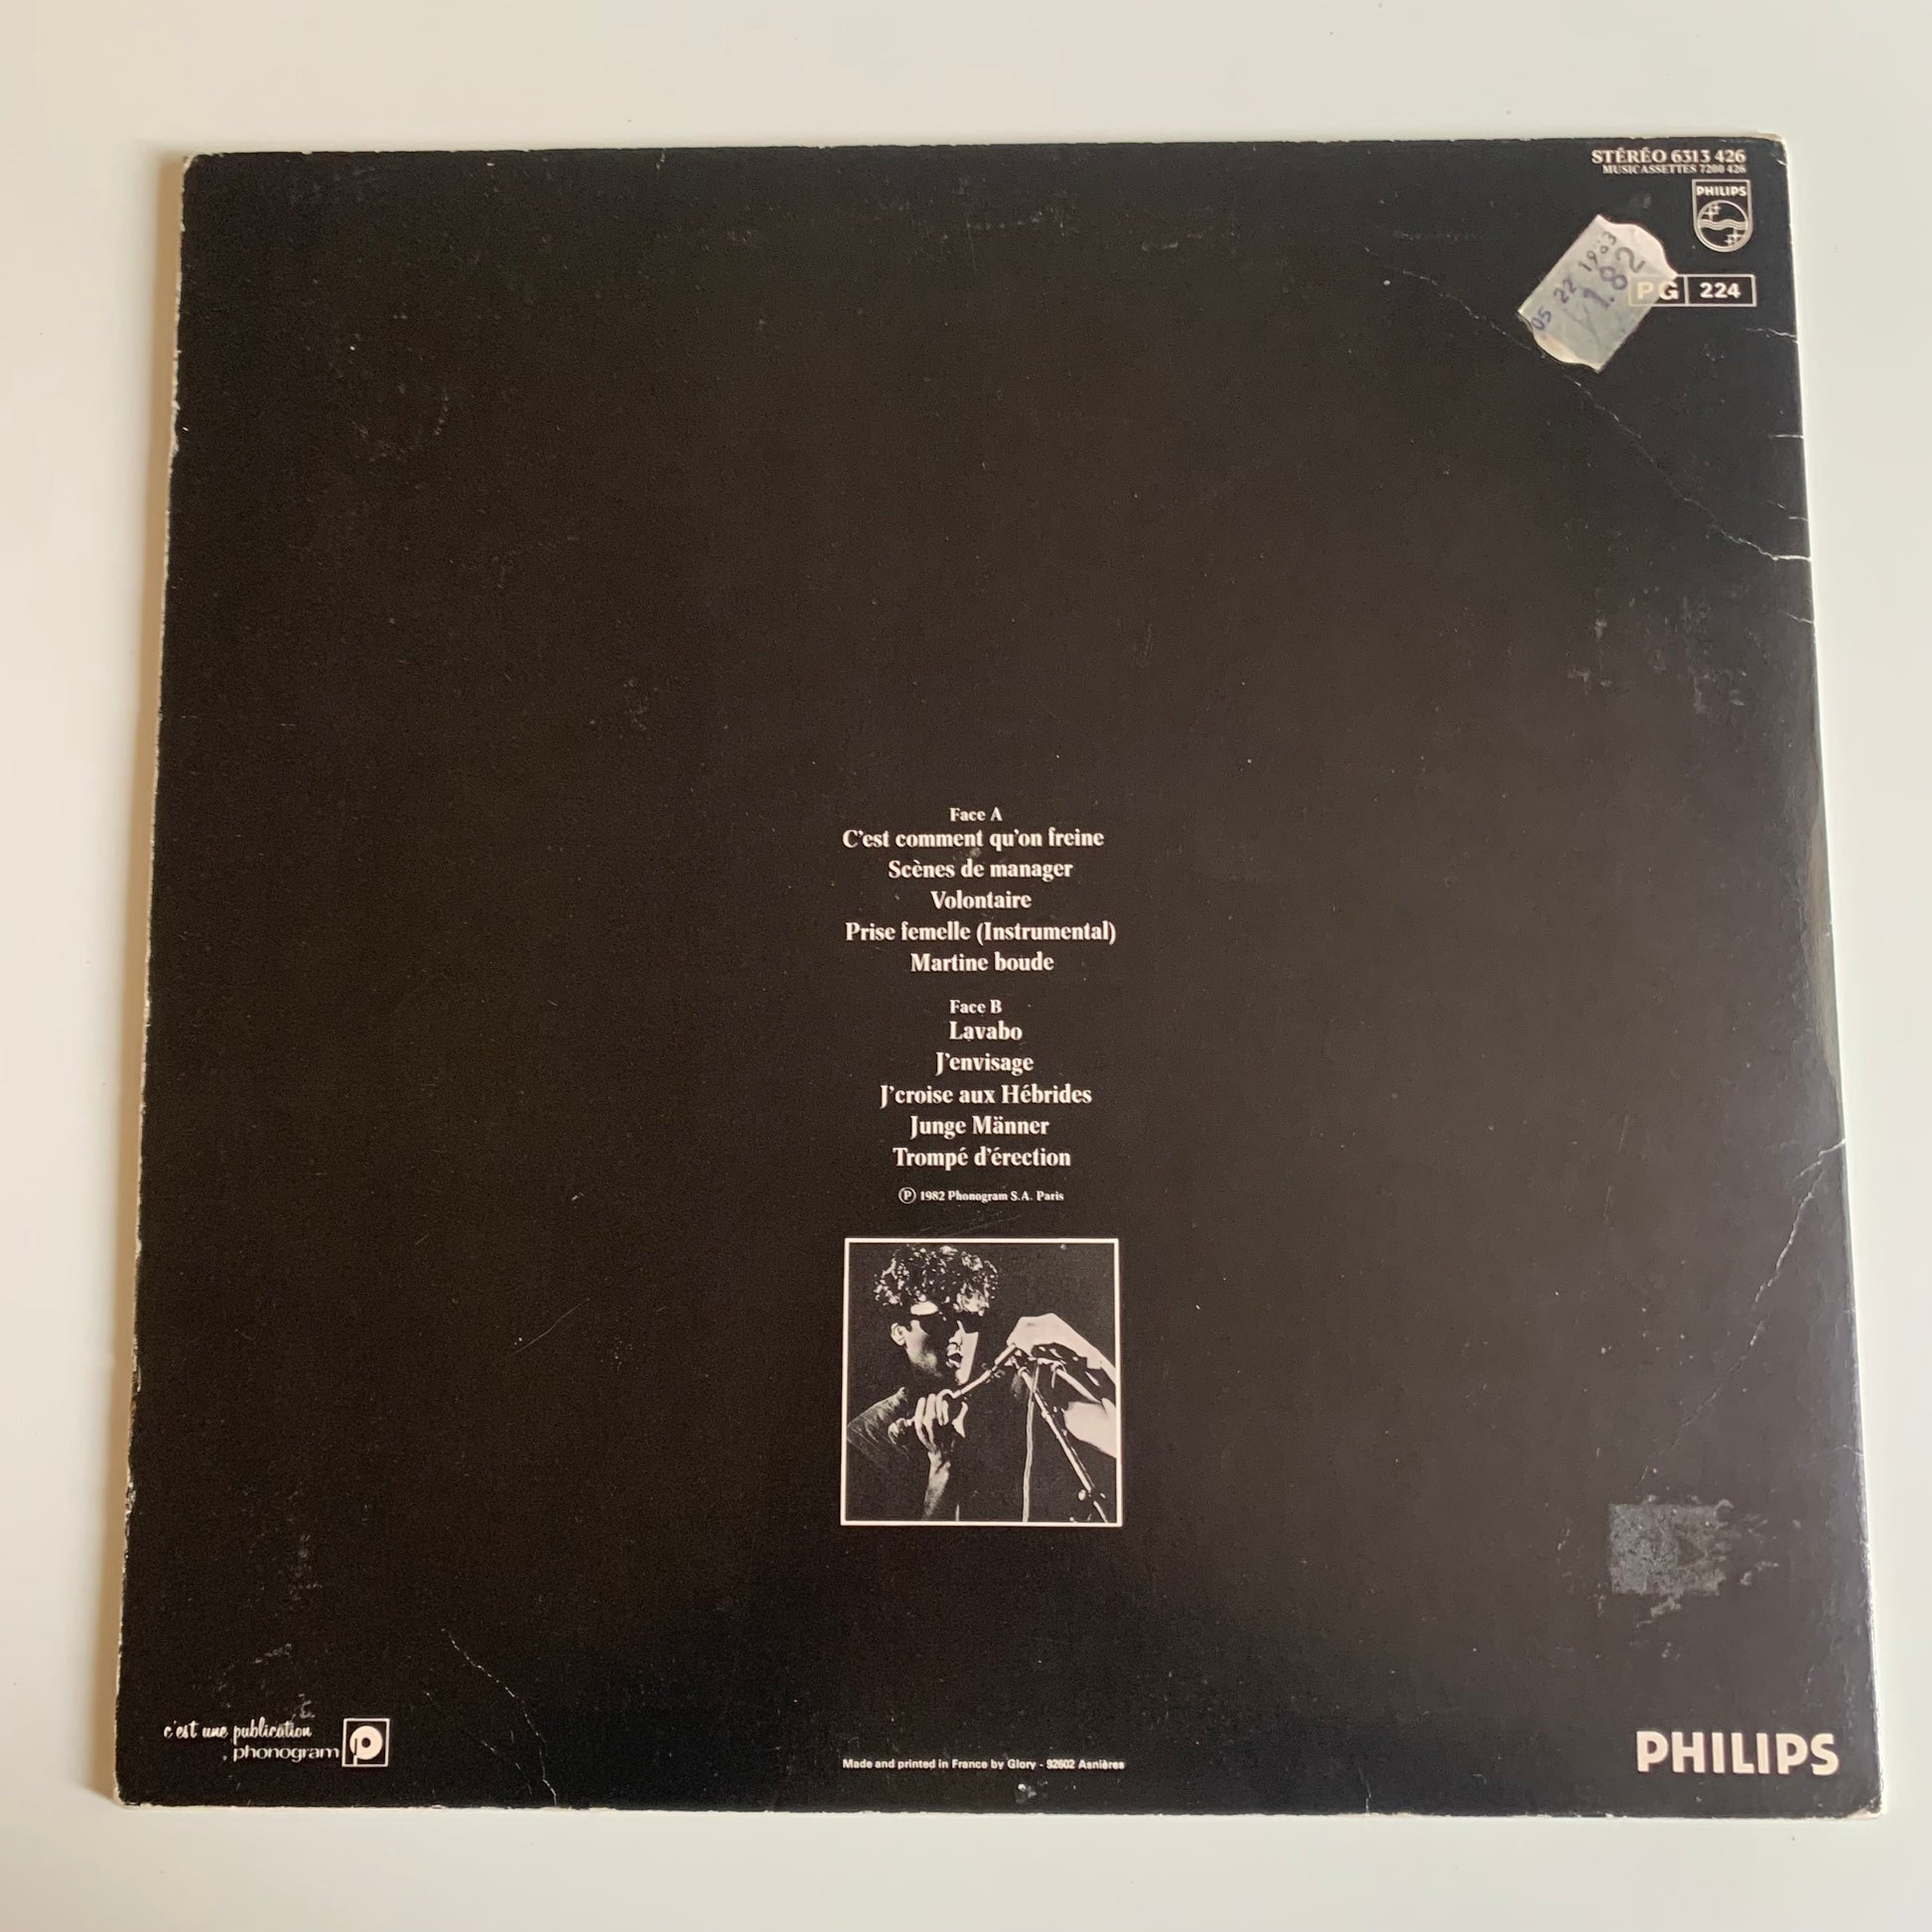 STÉRÉO 6313 426
MUSICASSETTES 7200 426
PHILIPS
05 22 1983
1.82
PG 224
Face A
C'est comment qu'on freine
Scènes de manager
Volontaire
Prise femelle (Instrumental)
Martine boude
Face B
Lavabo
J'envisage
J'croise aux Hébrides
Junge Männer
Trompé d'érection
Ⓟ 1982 Phonogram S.A. Paris
c'est une publication
phonogram p
Made and printed in France by Glory - 92602 Asnières
PHILIPS